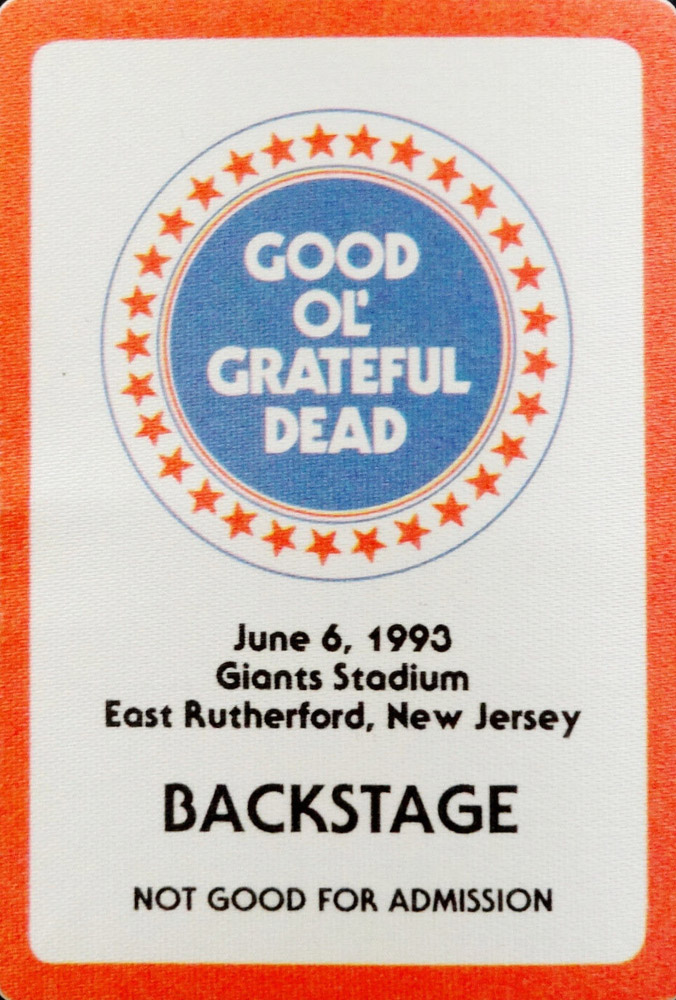 GOOD
OL'
GRATEFUL
DEAD
June 6, 1993
Giants Stadium
East Rutherford, New Jersey
BACKSTAGE
NOT GOOD FOR ADMISSION